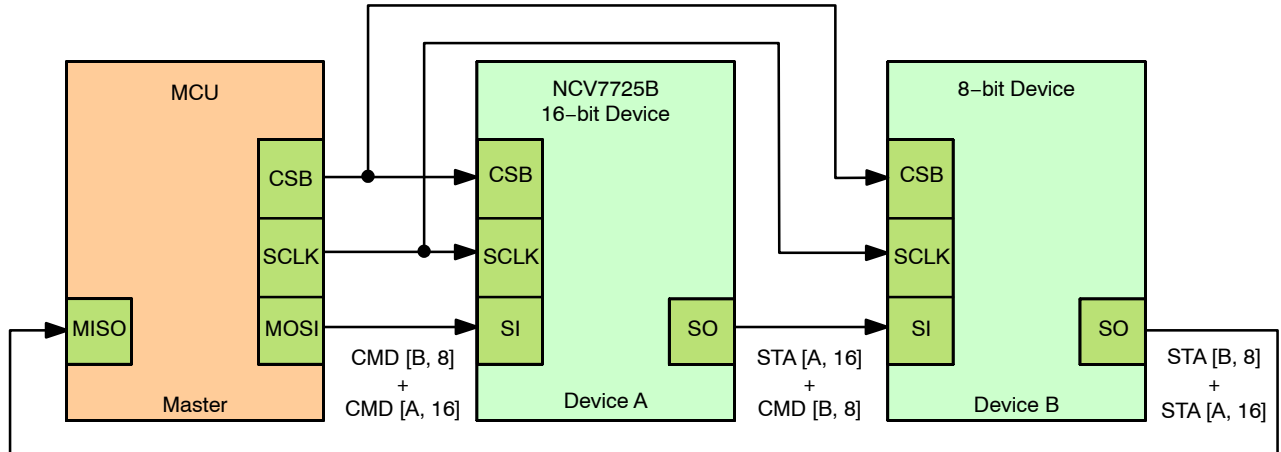 MCU
CSB
SCLK
MISO
MOSI
Master
CMD [B, 8]
+
CMD [A, 16]
NCV7725B
16−bit Device
CSB
SCLK
SI
SO
Device A
STA [A, 16]
+
CMD [B, 8]
8−bit Device
CSB
SCLK
SI
SO
Device B
STA [B, 8]
+
STA [A, 16]